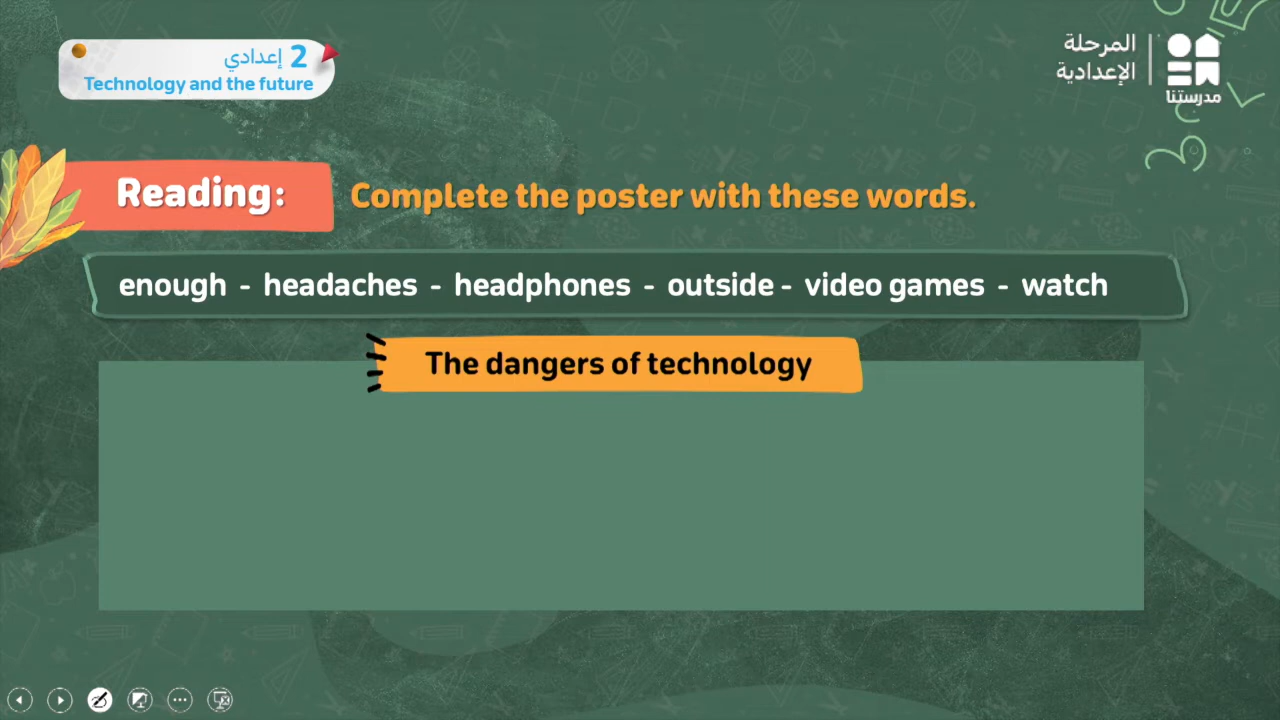 2 إعدادي
Technology and the future
المرحلة
الإعدادية
مدرستنا
Reading:
Complete the poster with these words.
enough - headaches - headphones - outside - video games - watch
The dangers of technology